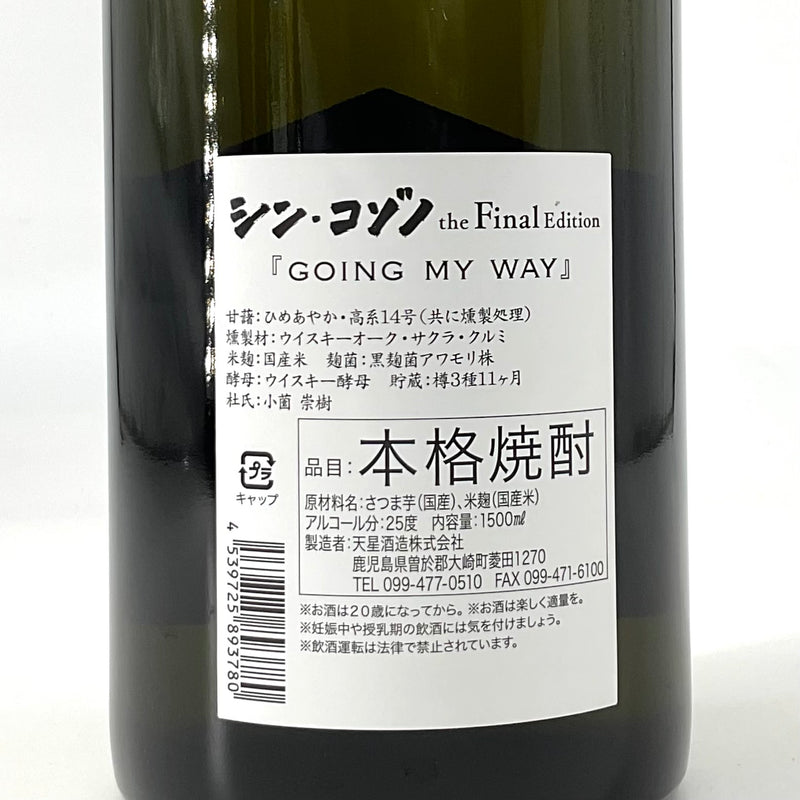 シン・コゾノ the Final Edition
『GOING MY WAY』
甘藷：ひめあやか・高系14号（共に燻製処理）
燻製材：ウイスキーオーク・サクラ・クルミ
米麹：国産米 麹菌：黒麹菌アワモリ株
酵母：ウイスキー酵母 貯蔵：樽3種11ヶ月
杜氏：小薗 崇樹
プラ
キャップ
品目：本格焼酎
原材料名：さつま芋（国産）、米麹（国産米）
アルコール分：25度 内容量：1500㎖
製造者：天星酒造株式会社
鹿児島県曽於郡大崎町菱田1270
TEL 099-477-0510 FAX 099-471-6100
※お酒は20歳になってから。※お酒は楽しく適量を。
※妊娠中や授乳期の飲酒には気を付けましょう。
※飲酒運転は法律で禁止されています。
4 539725 893780